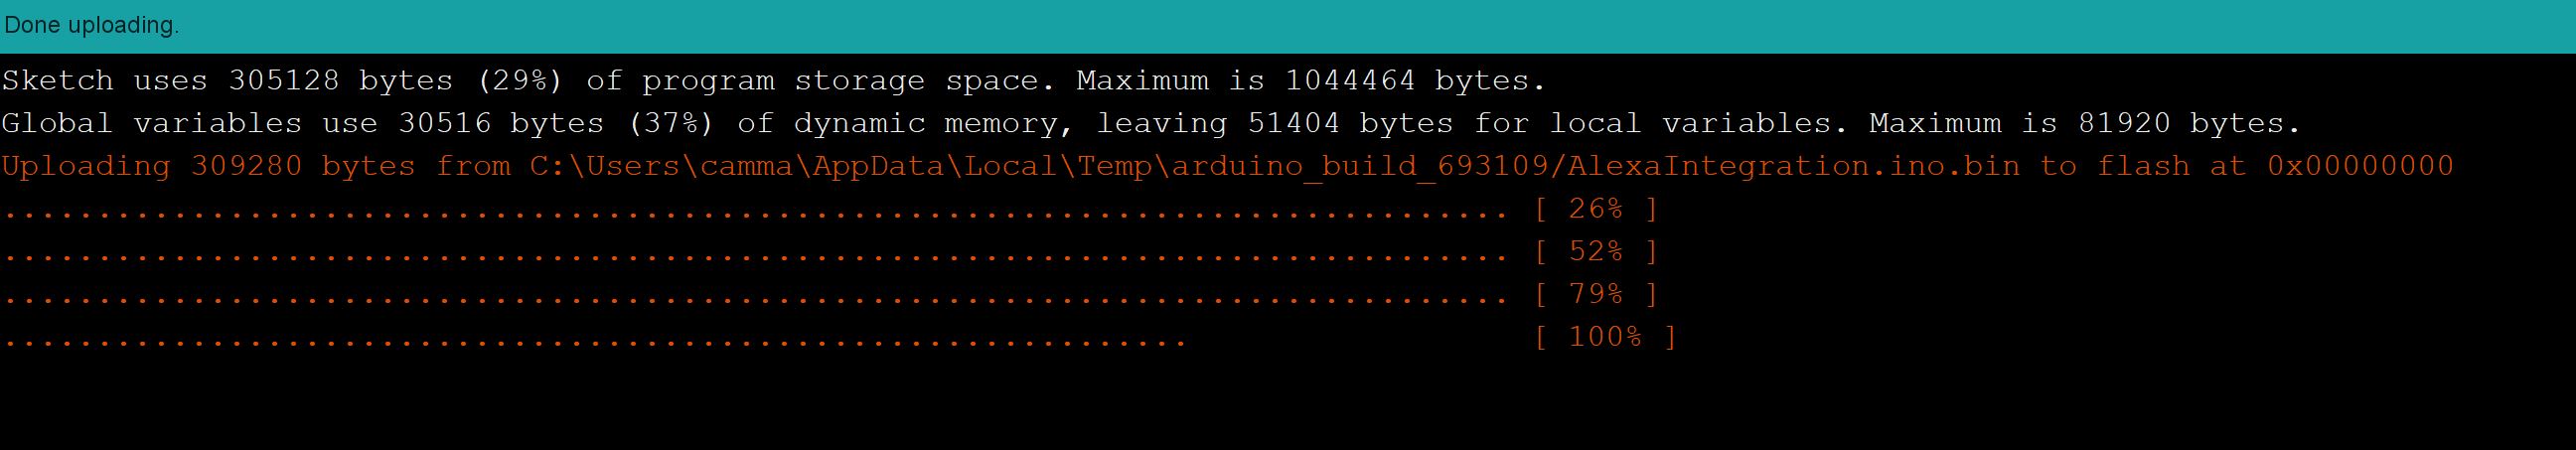 Done uploading.
Sketch uses 305128 bytes (29%) of program storage space. Maximum is 1044464 bytes.
Global variables use 30516 bytes (37%) of dynamic memory, leaving 51404 bytes for local variables. Maximum is 81920 bytes.
Uploading 309280 bytes from C:\Users\camma\AppData\Local\Temp\arduino_build_693109/AlexaIntegration.ino.bin to flash at 0x00000000
................................................................................ [ 26% ]
................................................................................ [ 52% ]
................................................................................ [ 79% ]
...............................................................                  [ 100% ]